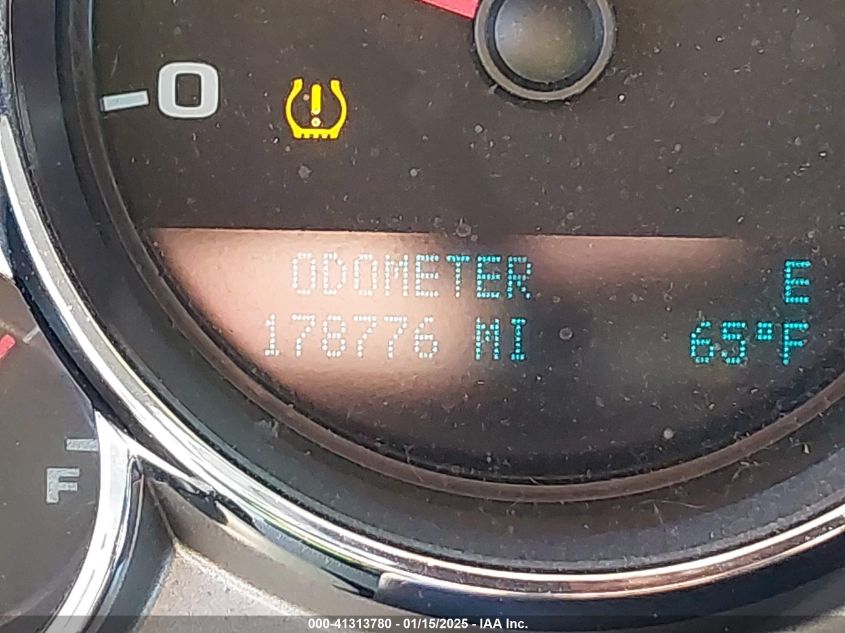 0
ODOMETER E
178776 MI 65°F
F
000-41313780 - 01/15/2025 - IAA Inc.